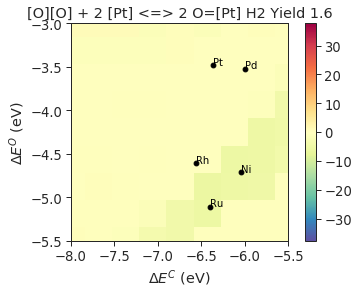 [O][O] + 2 [Pt] <=> 2 O=[Pt] H2 Yield 1.6
−3.0
−3.5
−4.0
−4.5
−5.0
−5.5
ΔE^O (eV)
Pt
Pd
Rh
Ni
Ru
−8.0 −7.5 −7.0 −6.5 −6.0 −5.5
ΔE^C (eV)
30
20
10
0
−10
−20
−30